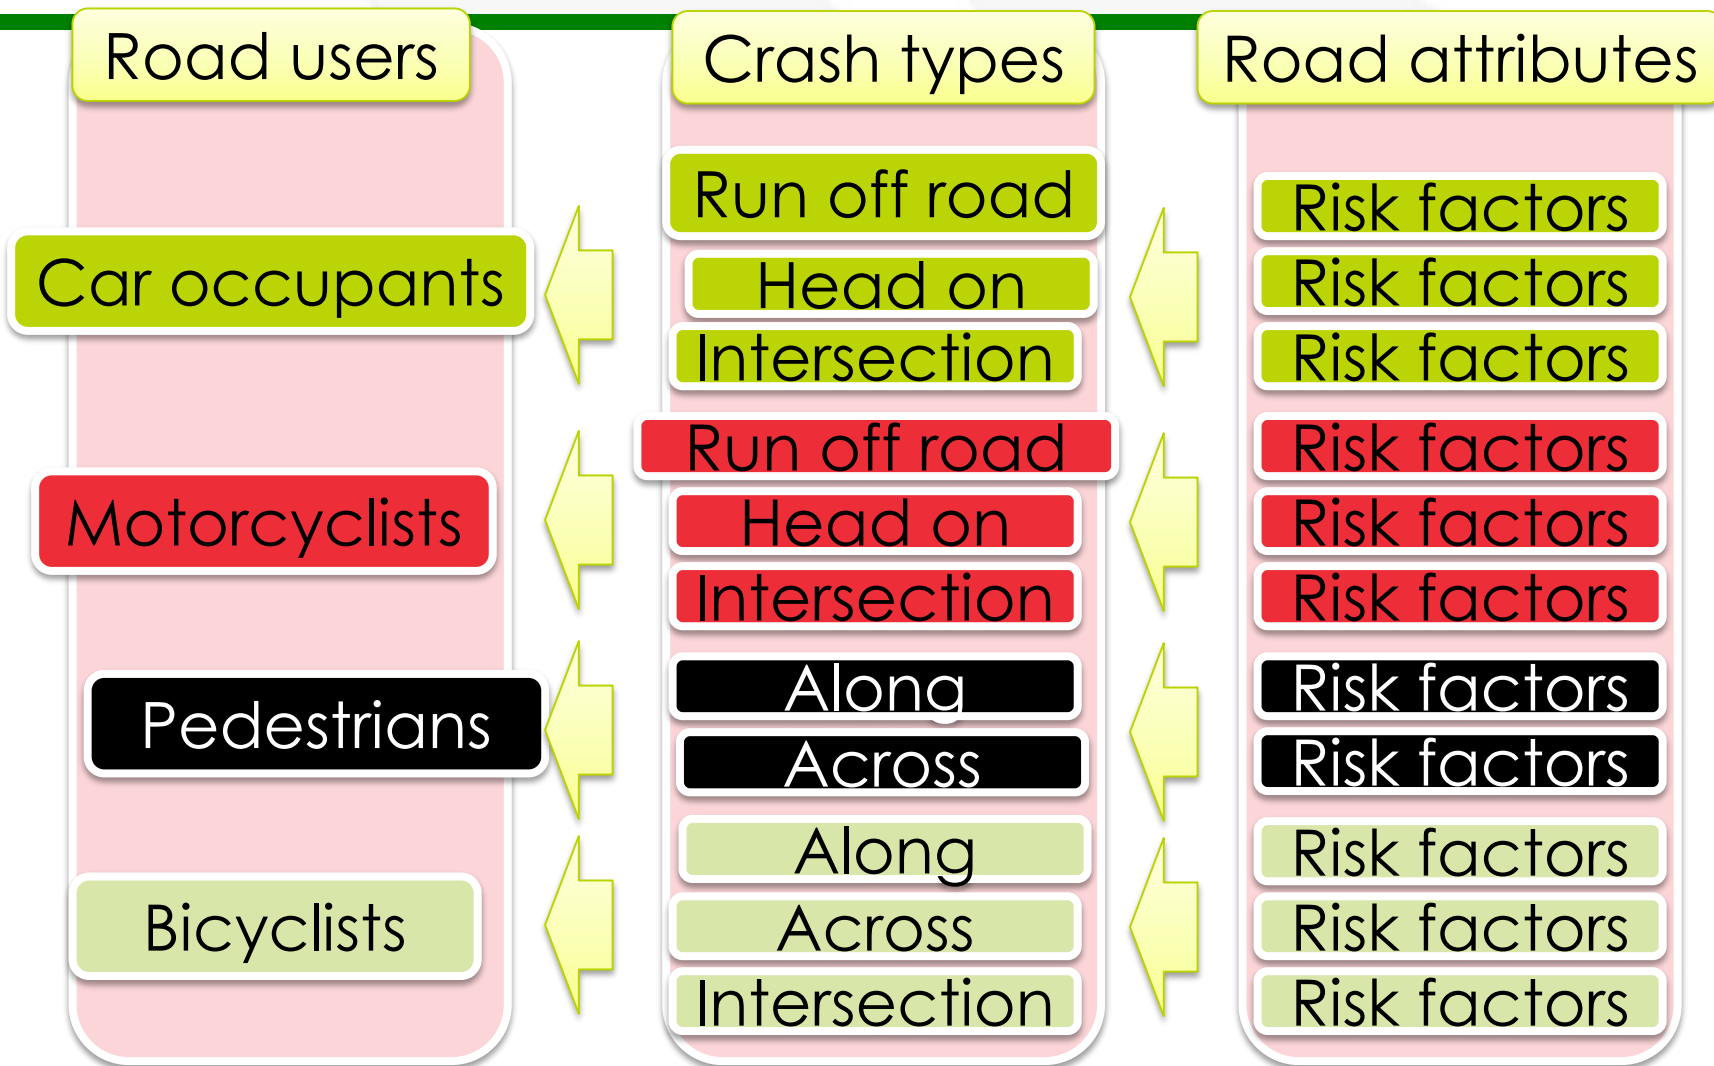 Road users
Crash types
Road attributes
Car occupants
Run off road
Risk factors
Head on
Risk factors
Intersection
Risk factors
Motorcyclists
Run off road
Risk factors
Head on
Risk factors
Intersection
Risk factors
Pedestrians
Along
Risk factors
Across
Risk factors
Bicyclists
Along
Risk factors
Across
Risk factors
Intersection
Risk factors